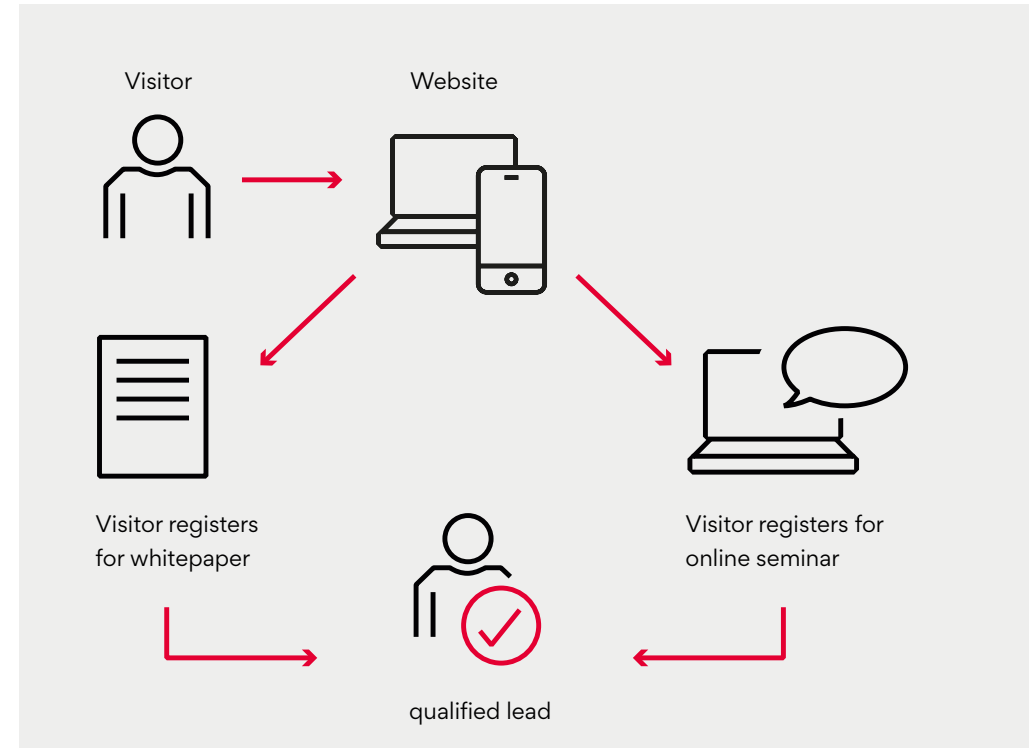 Visitor
Website
Visitor registers
for whitepaper
Visitor registers for
online seminar
qualified lead